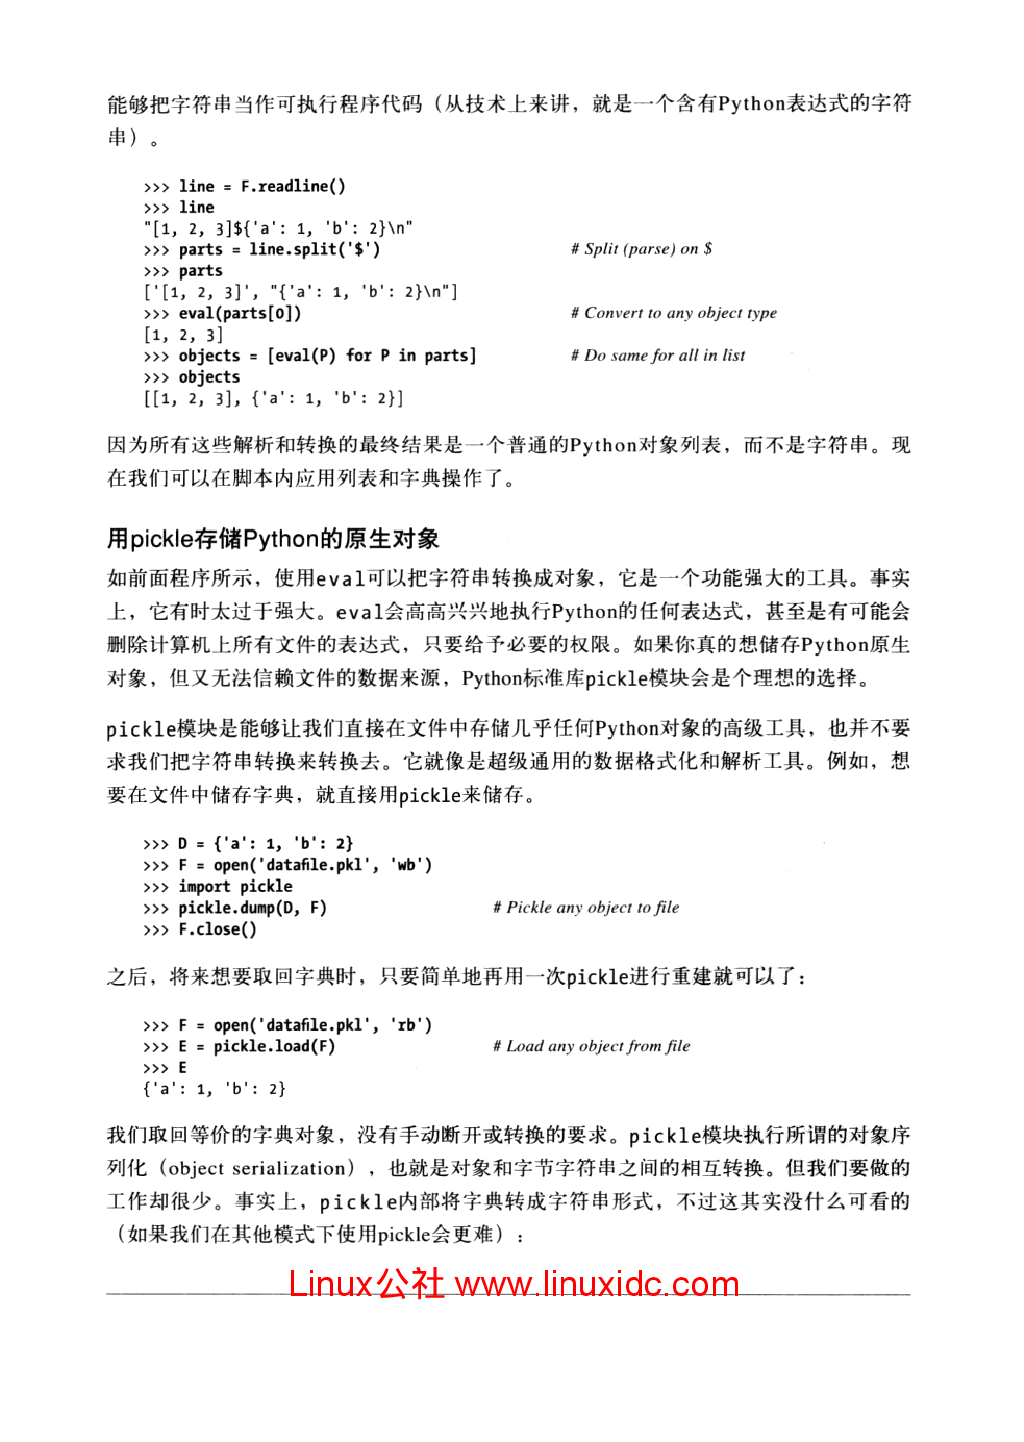 能够把字符串当作可执行程序代码（从技术上来讲，就是一个含有Python表达式的字符
串）。
>>> line = F.readline()
>>> line
"[1, 2, 3]${'a': 1, 'b': 2}\n"
>>> parts = line.split('$') # Split (parse) on $
>>> parts
['[1, 2, 3]', "{'a': 1, 'b': 2}\n"]
>>> eval(parts[0]) # Convert to any object type
[1, 2, 3]
>>> objects = [eval(P) for P in parts] # Do same for all in list
>>> objects
[[1, 2, 3], {'a': 1, 'b': 2}]
因为所有这些解析和转换的最终结果是一个普通的Python对象列表，而不是字符串。现
在我们可以在脚本内应用列表和字典操作了。
用pickle存储Python的原生对象
如前面程序所示，使用eval可以把字符串转换成对象，它是一个功能强大的工具。事实
上，它有时太过于强大。eval会高高兴兴地执行Python的任何表达式，甚至是有可能会
删除计算机上所有文件的表达式，只要给予必要的权限。如果你真的想储存Python原生
对象，但又无法信赖文件的数据来源，Python标准库pickle模块会是个理想的选择。
pickle模块是能够让我们直接在文件中存储几乎任何Python对象的高级工具，也并不要
求我们把字符串转换来转换去。它就像是超级通用的数据格式化和解析工具。例如，想
要在文件中储存字典，就直接用pickle来储存。
>>> D = {'a': 1, 'b': 2}
>>> F = open('datafile.pkl', 'wb')
>>> import pickle
>>> pickle.dump(D, F) # Pickle any object to file
>>> F.close()
之后，将来想要取回字典时，只要简单地再用一次pickle进行重建就可以了：
>>> F = open('datafile.pkl', 'rb')
>>> E = pickle.load(F) # Load any object from file
>>> E
{'a': 1, 'b': 2}
我们取回等价的字典对象，没有手动断开或转换的要求。pickle模块执行所谓的对象序
列化（object serialization），也就是对象和字节字符串之间的相互转换。但我们要做的
工作却很少。事实上，pickle内部将字典转成字符串形式，不过这其实没什么可看的
（如果我们在其他模式下使用pickle会更难）：
Linux公社 www.linuxidc.com